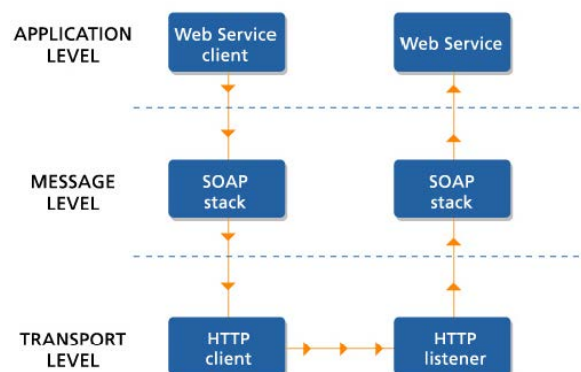 APPLICATION
LEVEL
Web Service
client
Web Service
MESSAGE
LEVEL
SOAP
stack
SOAP
stack
TRANSPORT
LEVEL
HTTP
client
HTTP
listener